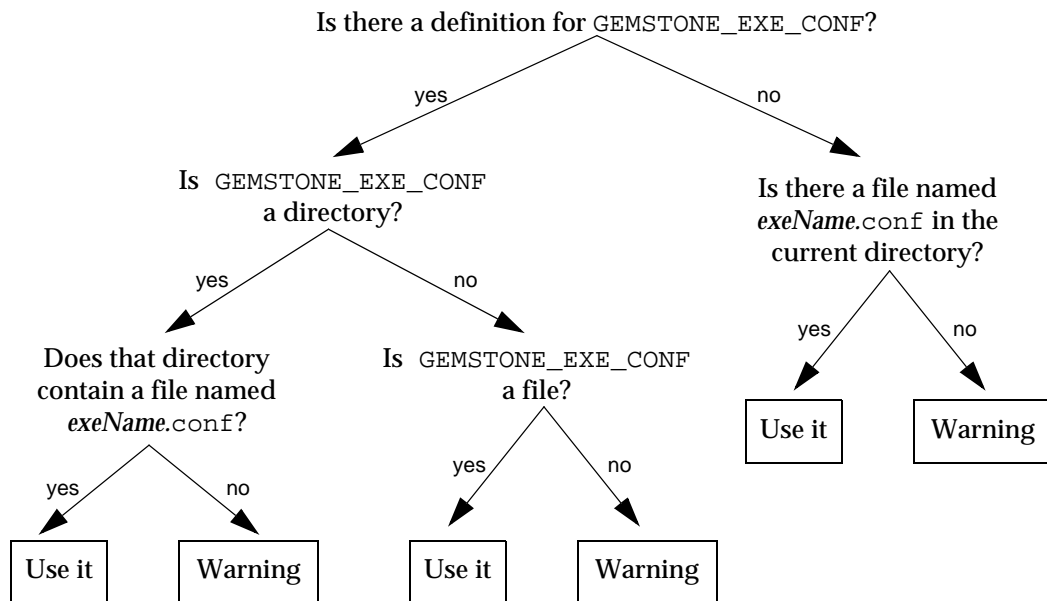 Is there a definition for GEMSTONE_EXE_CONF?
yes
no
Is GEMSTONE_EXE_CONF
a directory?
Is there a file named
exeName.conf in the
current directory?
yes
no
yes
no
Does that directory
contain a file named
exeName.conf?
Is GEMSTONE_EXE_CONF
a file?
Use it
Warning
yes
no
yes
no
Use it
Warning
Use it
Warning